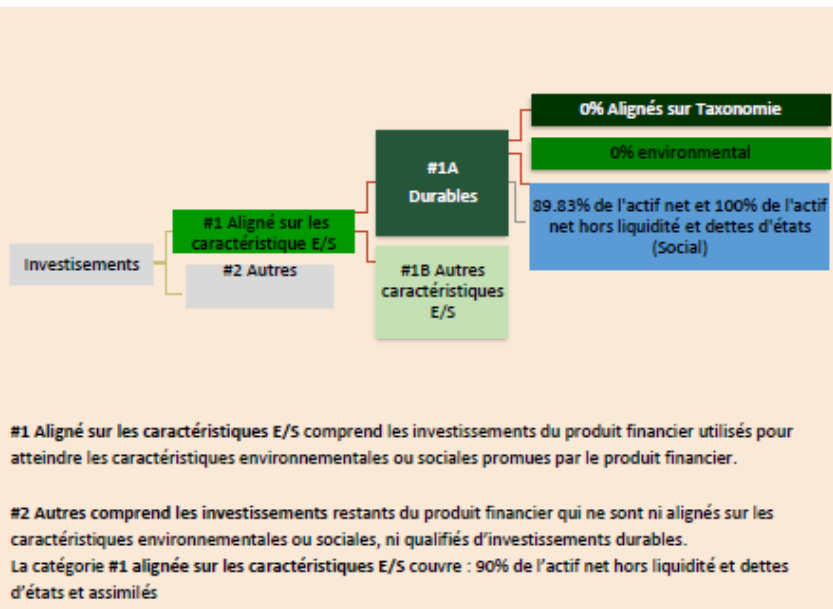 0% Alignés sur Taxonomie
0% environmental
#1A
Durables
89.83% de l'actif net et 100% de l'actif
net hors liquidité et dettes d'états
(Social)
#1 Aligné sur les
caractéristique E/S
Investisements
#2 Autres
#1B Autres
caractéristiques
E/S
#1 Aligné sur les caractéristiques E/S comprend les investissements du produit financier utilisés pour
atteindre les caractéristiques environnementales ou sociales promues par le produit financier.
#2 Autres comprend les investissements restants du produit financier qui ne sont ni alignés sur les
caractéristiques environnementales ou sociales, ni qualifiés d’investissements durables.
La catégorie #1 alignée sur les caractéristiques E/S couvre : 90% de l’actif net hors liquidité et dettes
d’états et assimilés